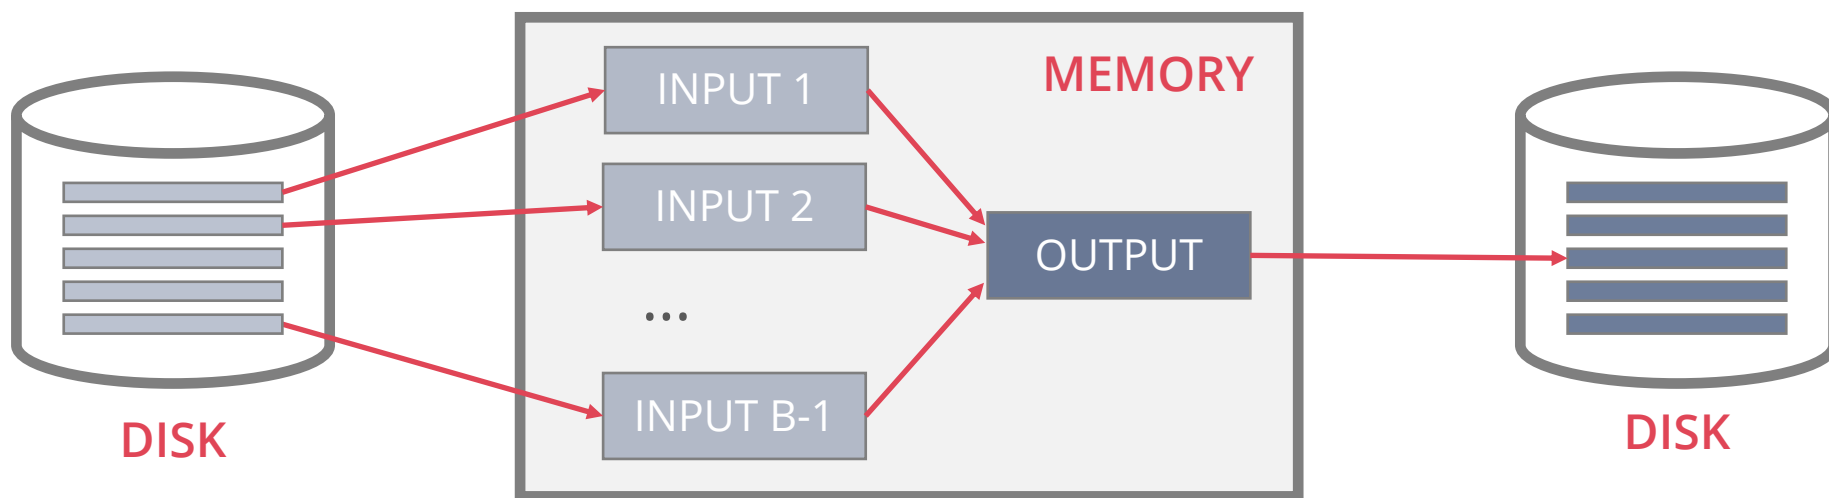 MEMORY
INPUT 1
INPUT 2
OUTPUT
...
INPUT B-1
DISK
DISK